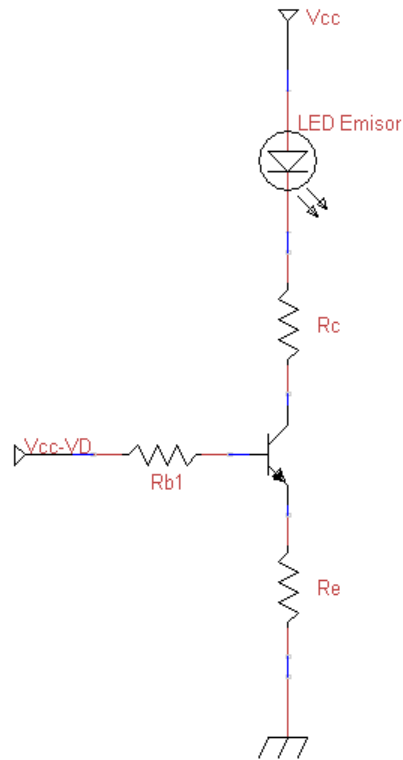 Vcc
LED Emisor
Rc
Vcc-VD
Rb1
Re